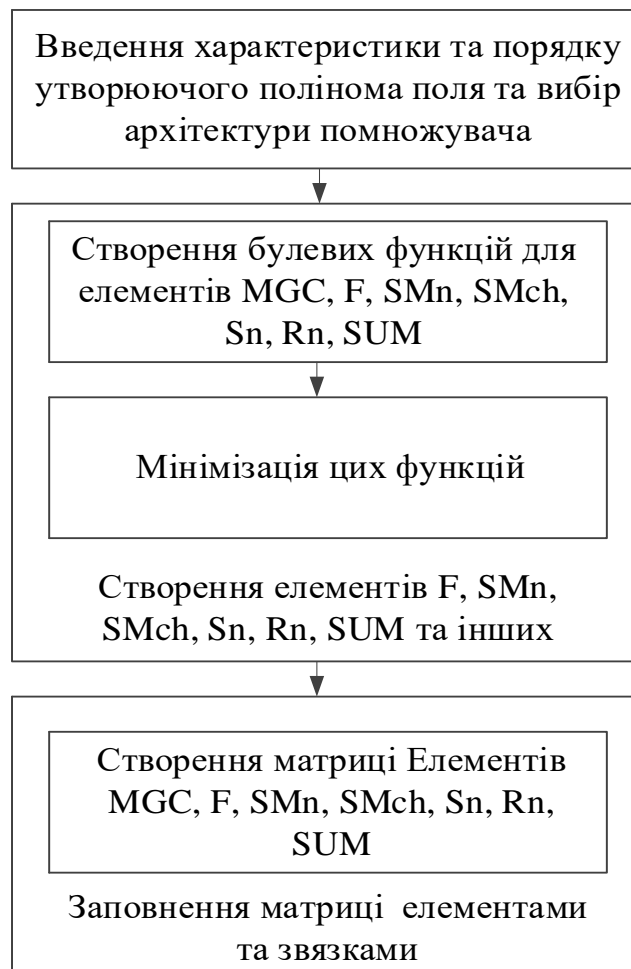 Введення характеристики та порядку
утворюючого полінома поля та вибір
архітектури помножувача
Створення булевих функцій для
елементів MGC, F, SMn, SMch,
Sn, Rn, SUM
Мінімізація цих функцій
Створення елементів F, SMn,
SMch, Sn, Rn, SUM та інших
Створення матриці Елементів
MGC, F, SMn, SMch, Sn, Rn,
SUM
Заповнення матриці елементами
та звязками